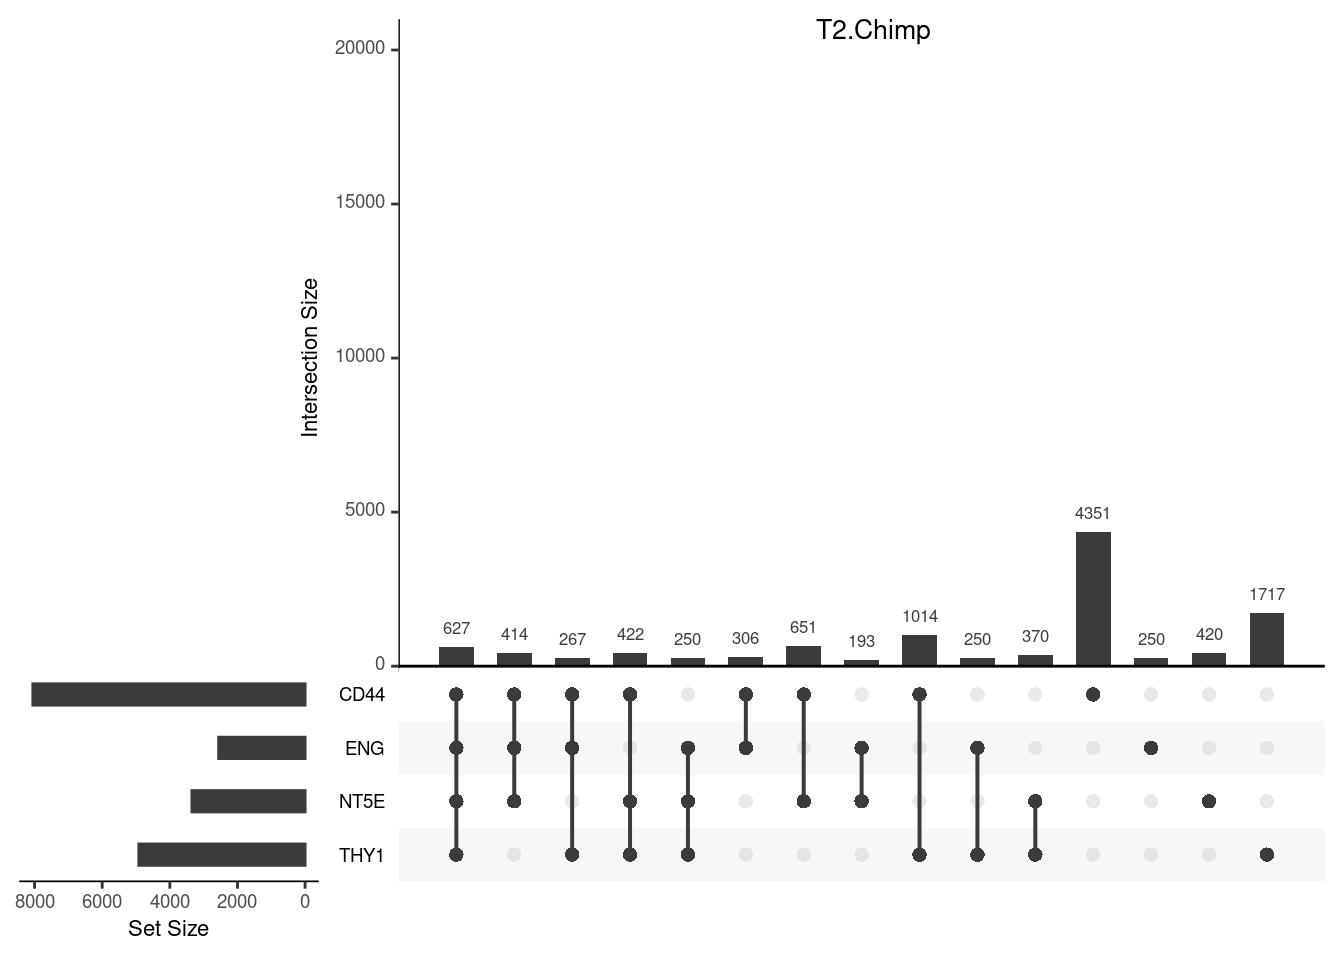 T2.Chimp
20000
15000
10000
5000
0
Intersection Size
627 414 267 422 250 306 651 193 1014 250 370 4351 250 420 1717
CD44
ENG
NT5E
THY1
8000 6000 4000 2000 0
Set Size